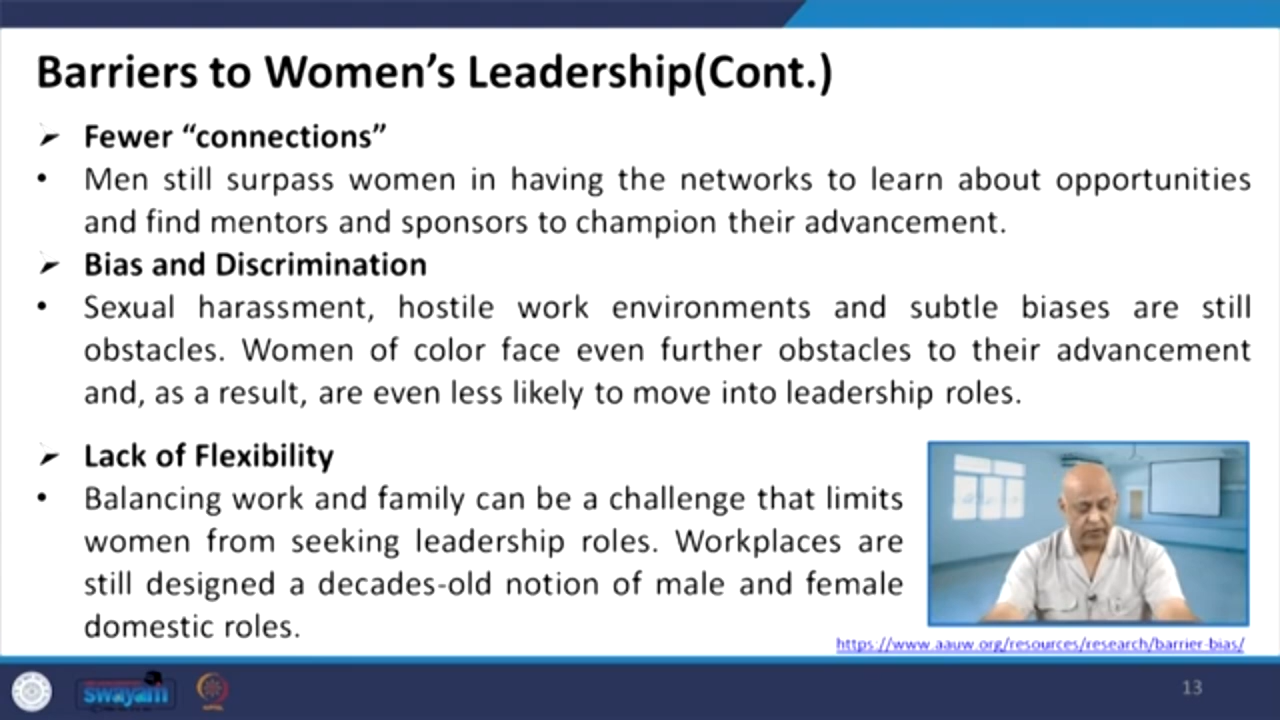 Barriers to Women’s Leadership(Cont.)
➢ Fewer “connections”
• Men still surpass women in having the networks to learn about opportunities
and find mentors and sponsors to champion their advancement.
➢ Bias and Discrimination
• Sexual harassment, hostile work environments and subtle biases are still
obstacles. Women of color face even further obstacles to their advancement
and, as a result, are even less likely to move into leadership roles.
➢ Lack of Flexibility
• Balancing work and family can be a challenge that limits
women from seeking leadership roles. Workplaces are
still designed a decades-old notion of male and female
domestic roles.
https://www.aauw.org/resources/research/barrier-bias/
swayam
13